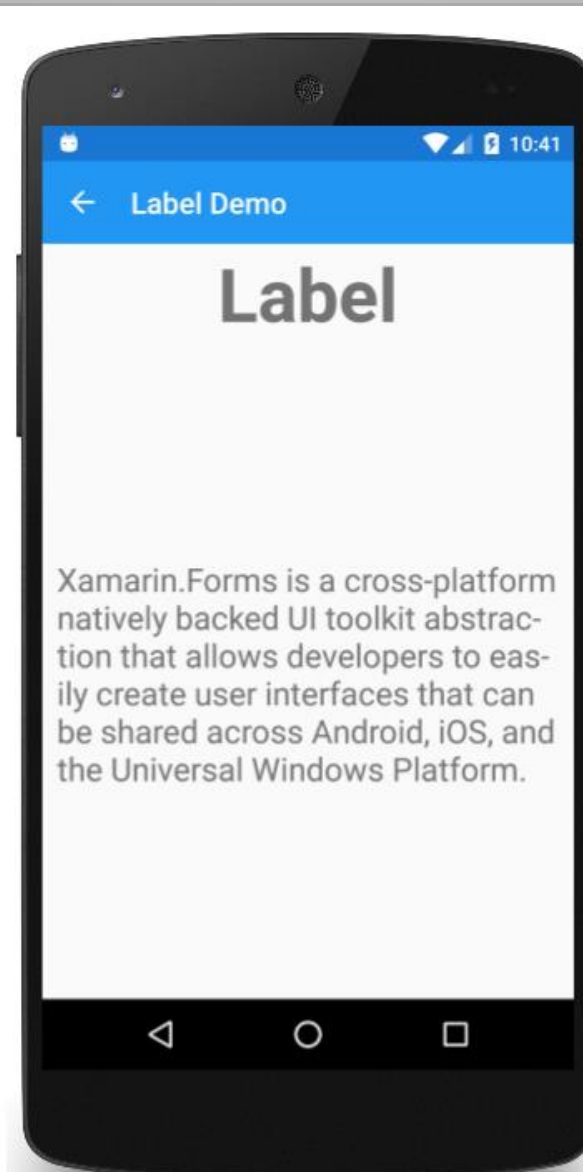 10:41
Label Demo
Label
Xamarin.Forms is a cross-platform
natively backed UI toolkit abstrac-
tion that allows developers to eas-
ily create user interfaces that can
be shared across Android, iOS, and
the Universal Windows Platform.